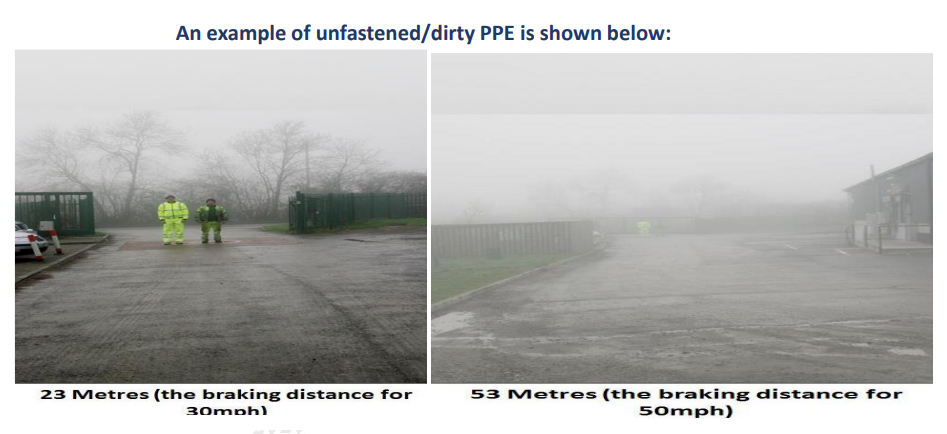 An example of unfastened/dirty PPE is shown below:
23 Metres (the braking distance for
30mph)
53 Metres (the braking distance for
50mph)